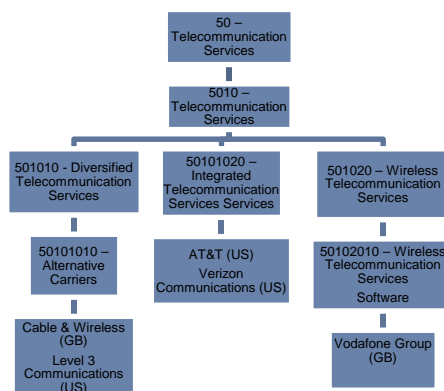 50 –
Telecommunication
Services
5010 –
Telecommunication
Services
501010 - Diversified
Telecommunication
Services
50101020 –
Integrated
Telecommunication
Services Services
501020 - Wireless
Telecommunication
Services
50101010 –
Alternative
Carriers
AT&T (US)
Verizon
Communications (US)
50102010 – Wireless
Telecommunication
Services
Software
Cable & Wireless
(GB)
Level 3
Communications
(US)
Vodafone Group
(GB)